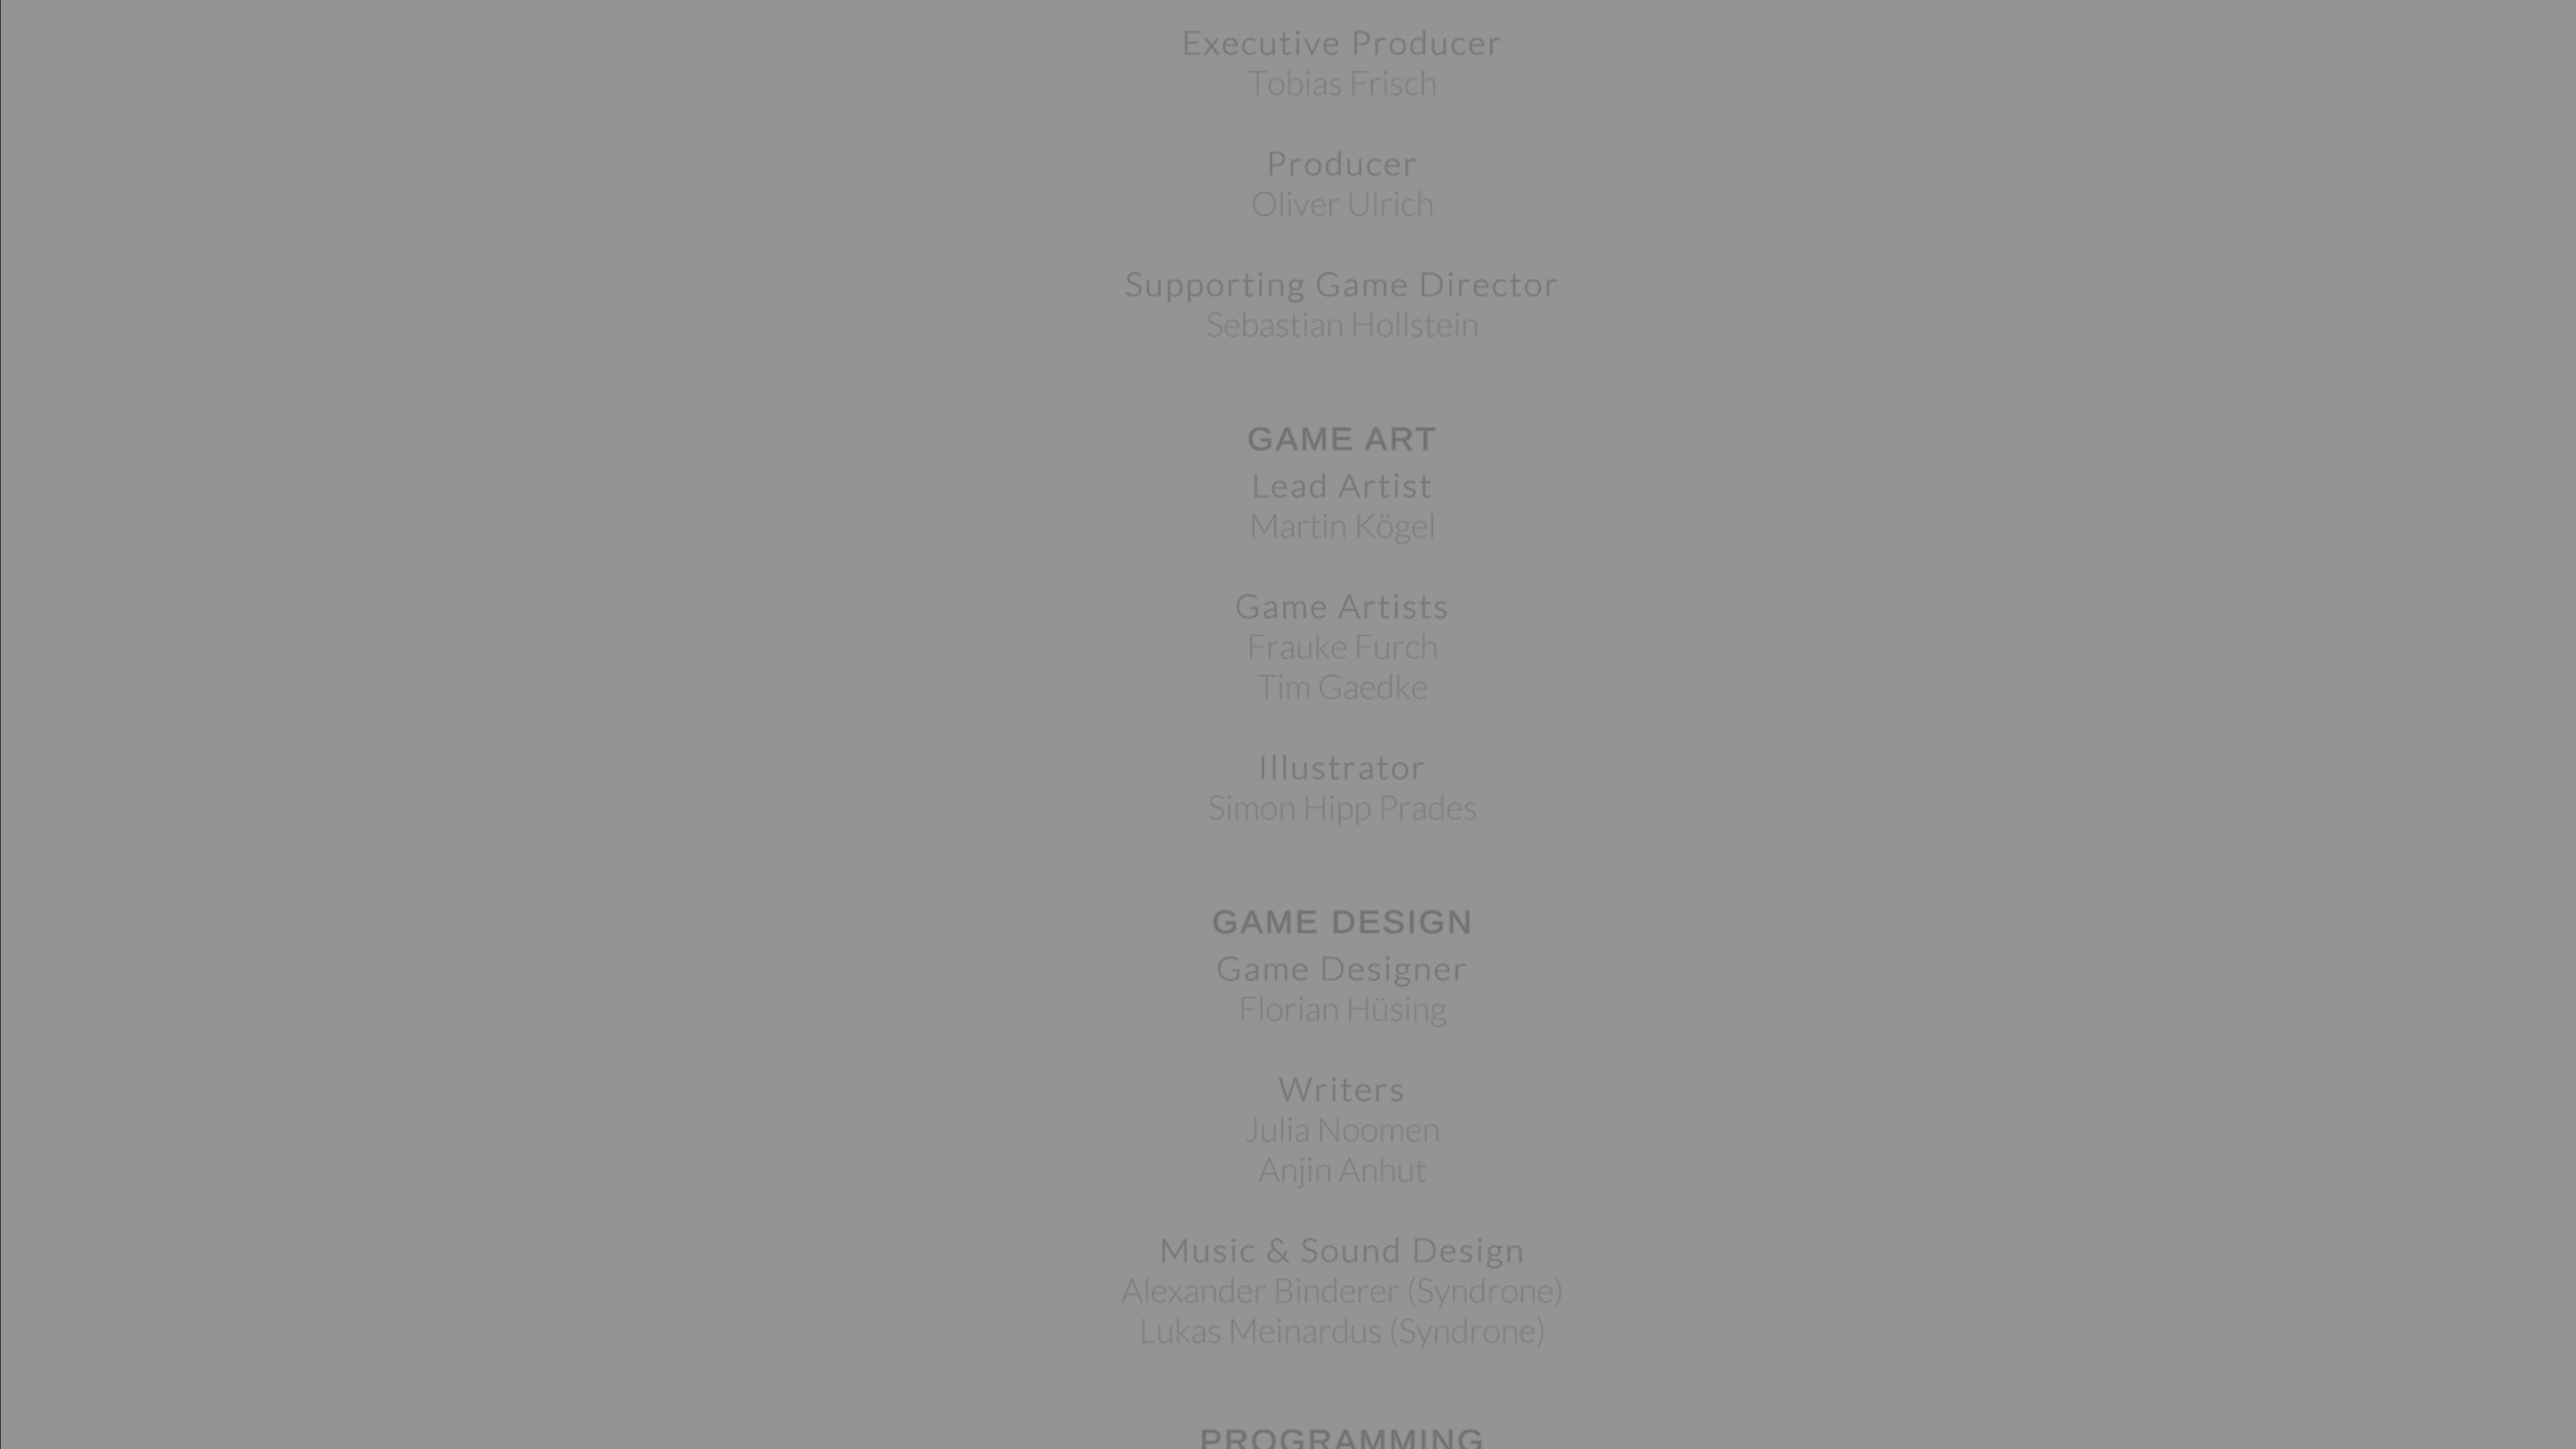 Executive Producer
Tobias Frisch
Producer
Oliver Ulrich
Supporting Game Director
Sebastian Hollstein
GAME ART
Lead Artist
Martin Kögel
Game Artists
Frauke Furch
Tim Gaedke
Illustrator
Simon Hipp Prades
GAME DESIGN
Game Designer
Florian Hüsing
Writers
Julia Noomen
Anjin Anhut
Music & Sound Design
Alexander Binderer (Syndrone)
Lukas Meinardus (Syndrone)
PROGRAMMING